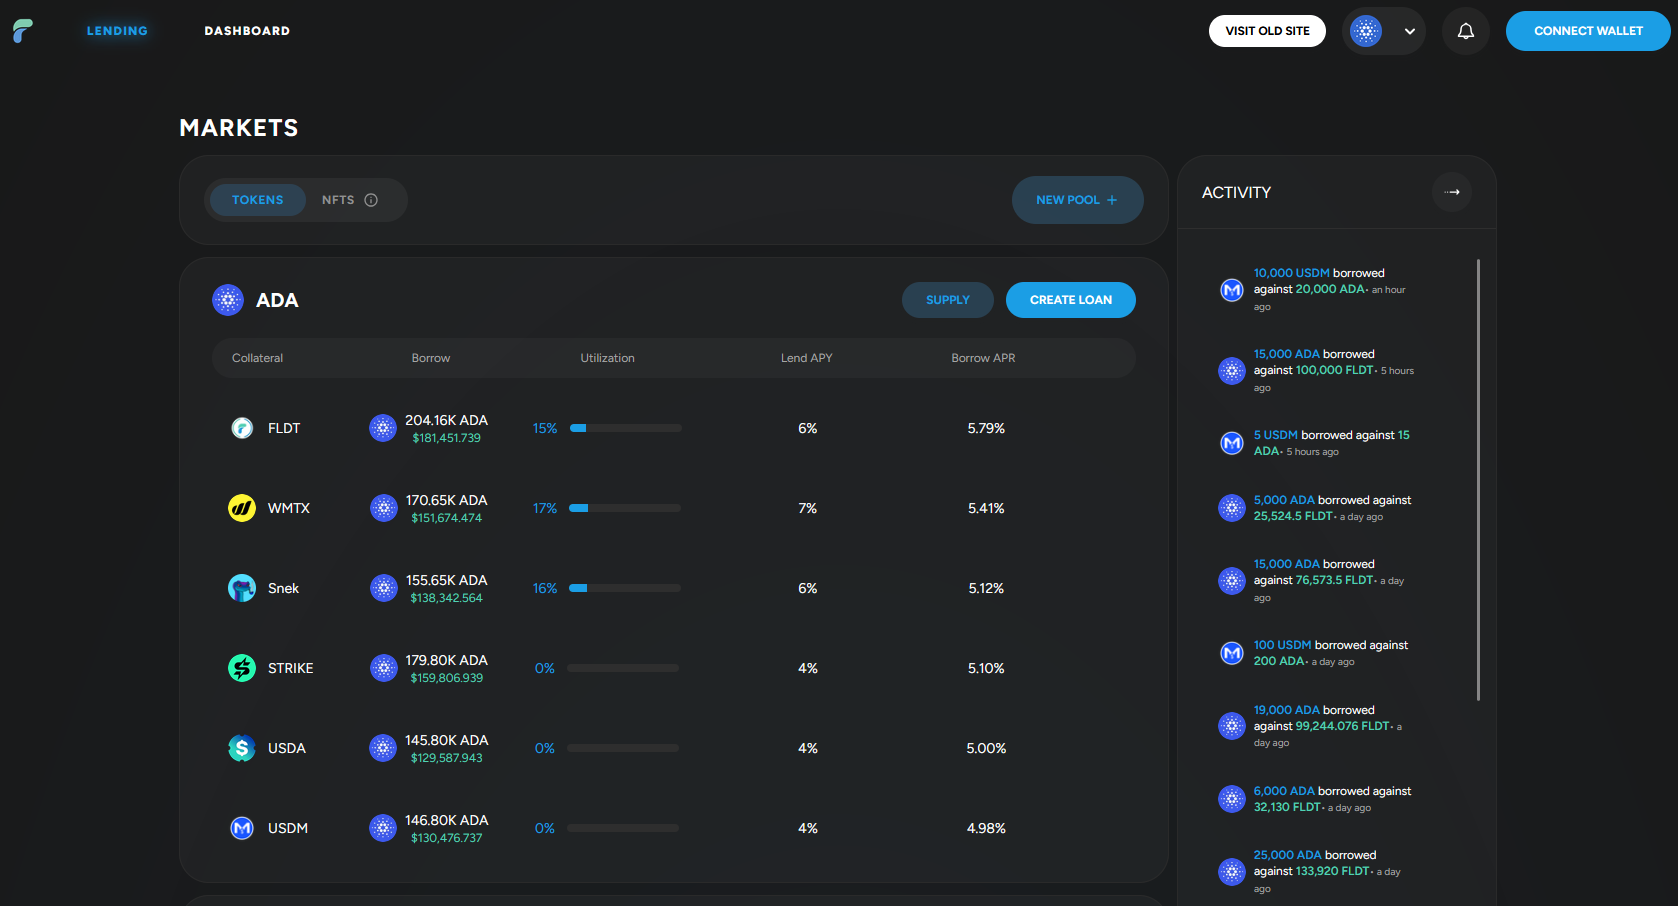 LENDING
DASHBOARD
VISIT OLD SITE
CONNECT WALLET
MARKETS
TOKENS
NFTS
NEW POOL +
ADA
SUPPLY
CREATE LOAN
Collateral Borrow Utilization Lend APY Borrow APR
FLDT 204.16K ADA 15% 6% 5.79%
$181,451.739
WMTX 170.65K ADA 17% 7% 5.41%
$151,674.474
Snek 155.65K ADA 16% 6% 5.12%
$138,342.564
STRIKE 179.80K ADA 0% 4% 5.10%
$159,806.939
USDA 145.80K ADA 0% 4% 5.00%
$129,587.943
USDM 146.80K ADA 0% 4% 4.98%
$130,476.737
ACTIVITY
10,000 USDM borrowed
against 20,000 ADA• an hour
ago
15,000 ADA borrowed
against 100,000 FLDT• 5 hours
ago
5 USDM borrowed against 15
ADA• 5 hours ago
5,000 ADA borrowed against
25,524.5 FLDT• a day ago
15,000 ADA borrowed
against 76,573.5 FLDT• a day
ago
100 USDM borrowed against
200 ADA• a day ago
19,000 ADA borrowed
against 99,244.076 FLDT• a
day ago
6,000 ADA borrowed against
32,130 FLDT• a day ago
25,000 ADA borrowed
against 133,920 FLDT• a day
ago